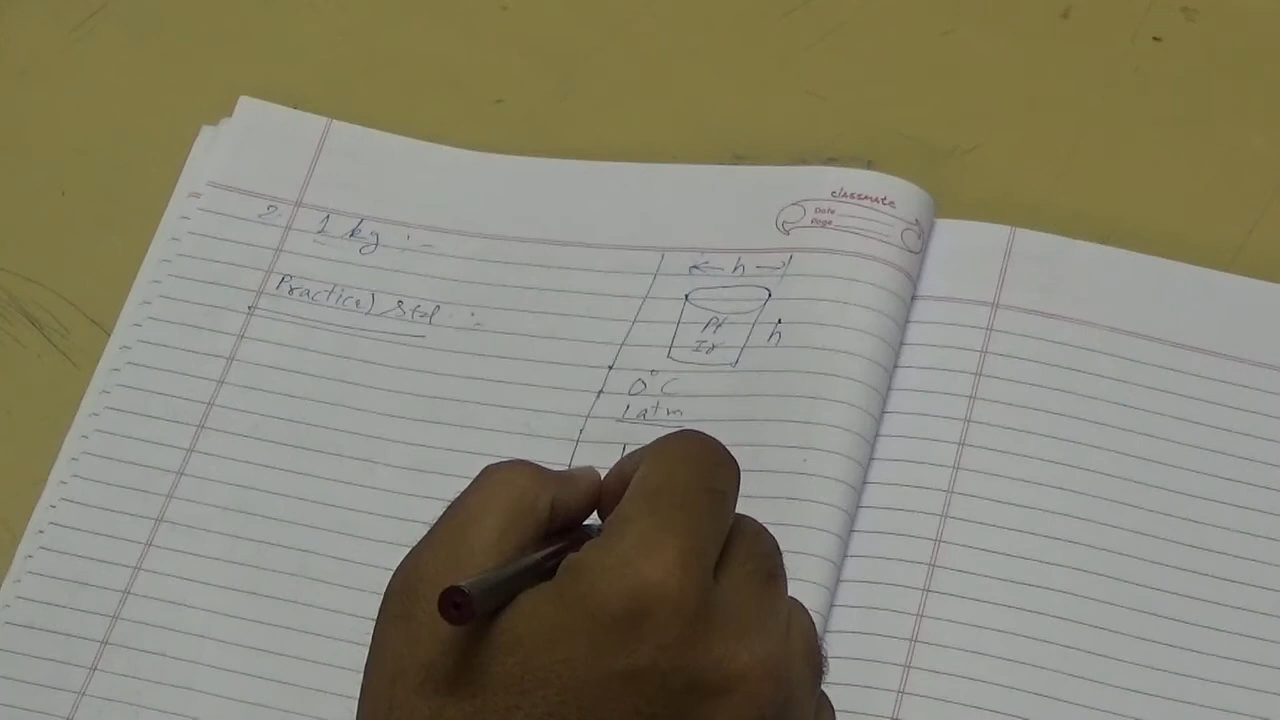 classmate
Date
Page
2. 1 kg :-
Practical Std :-
h
Pt
Ir
h
0°C
1 atm